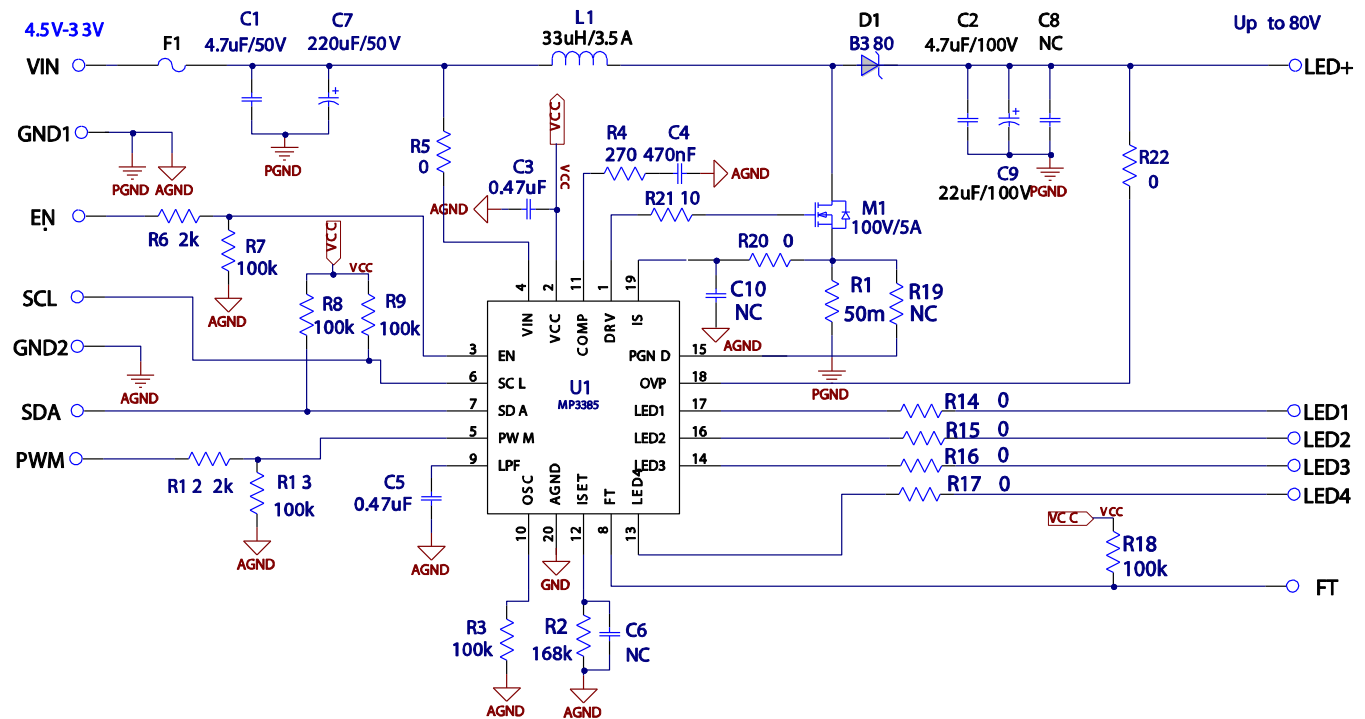 4.5V-33V
F1
C1
4.7uF/50V
C7
220uF/50V
L1
33uH/3.5A
D1
B380
C2
4.7uF/100V
C8
NC
Up to 80V
VIN
LED+
+
+
GND1
PGND
AGND
PGND
R5
0
VCC
VCC
C3
0.47uF
AGND
R4
270
C4
470nF
AGND
R21 10
C9
22uF/100V
PGND
R22
0
M1
100V/5A
EN
R6 2k
R7
100k
AGND
VCC
VCC
R8
100k
R9
100k
R20 0
C10
NC
AGND
R1
50m
R19
NC
PGND
SCL
GND2
AGND
SDA
PWM
R12 2k
R13
100k
AGND
C5
0.47uF
AGND
4
2
11
1
19
VIN
VCC
COMP
DRV
IS
3
EN
6
SCL
7
SDA
5
PWM
9
LPF
U1
MP3385
PGND
15
OVP
18
LED1
17
LED2
16
LED3
14
OSC
AGND
ISET
FT
LED4
10
20
12
8
13
GND
R14 0
R15 0
R16 0
R17 0
LED1
LED2
LED3
LED4
VCC
VCC
R18
100k
FT
R3
100k
AGND
R2
168k
C6
NC
AGND